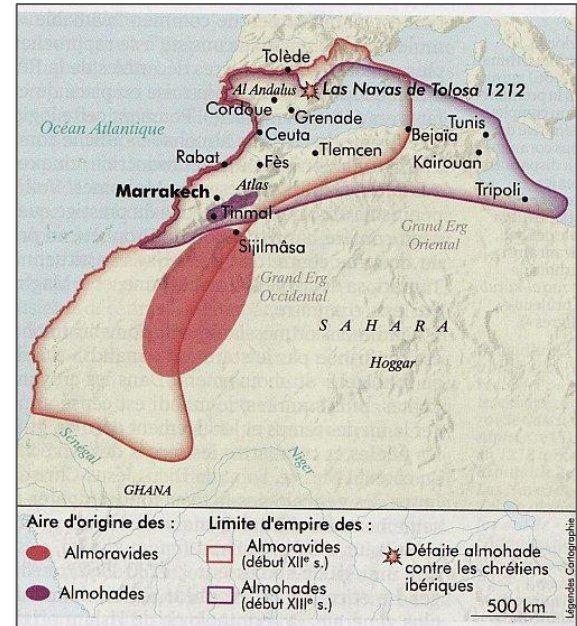 Tolède
Al Andalus
Las Navas de Tolosa 1212
Cordoue
Grenade
Océan Atlantique
Ceuta
Bejaïa
Tunis
Rabat
Fès
Tlemcen
Kairouan
Marrakech
Atlas
Tripoli
Tinmal
Grand Erg
Oriental
Sijilmâsa
Grand Erg
Occidental
SAHARA
Hoggar
Sénégal
Niger
GHANA
Aire d'origine des :
Almoravides
Almohades
Limite d'empire des :
Almoravides
(début XIIe s.)
Almohades
(début XIIIe s.)
Défaite almohade
contre les chrétiens
ibériques
500 km
Légendes Cartographie